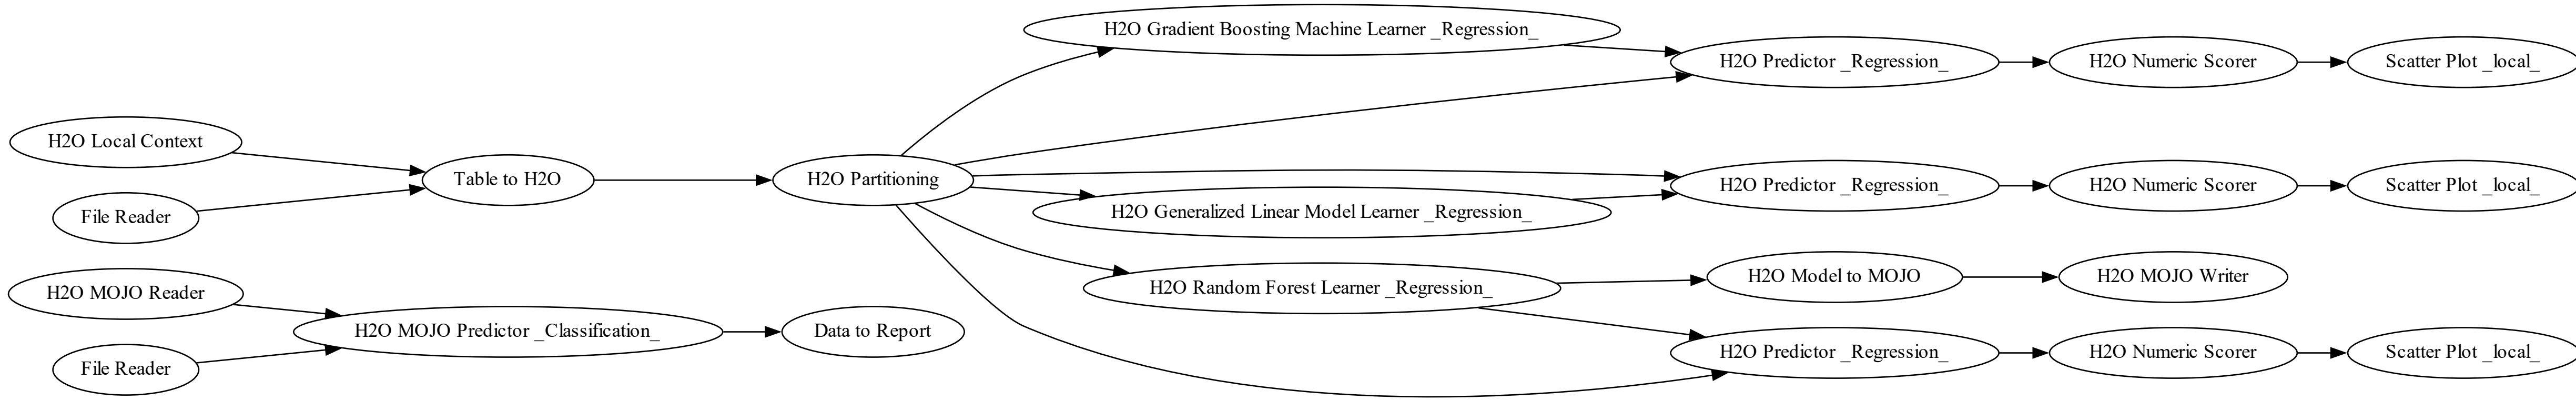 H2O Gradient Boosting Machine Learner _Regression_
H2O Predictor _Regression_
H2O Numeric Scorer
Scatter Plot _local_
H2O Local Context
File Reader
Table to H2O
H2O Partitioning
H2O Generalized Linear Model Learner _Regression_
H2O Predictor _Regression_
H2O Numeric Scorer
Scatter Plot _local_
H2O Random Forest Learner _Regression_
H2O Model to MOJO
H2O MOJO Writer
H2O Predictor _Regression_
H2O Numeric Scorer
Scatter Plot _local_
H2O MOJO Reader
File Reader
H2O MOJO Predictor _Classification_
Data to Report